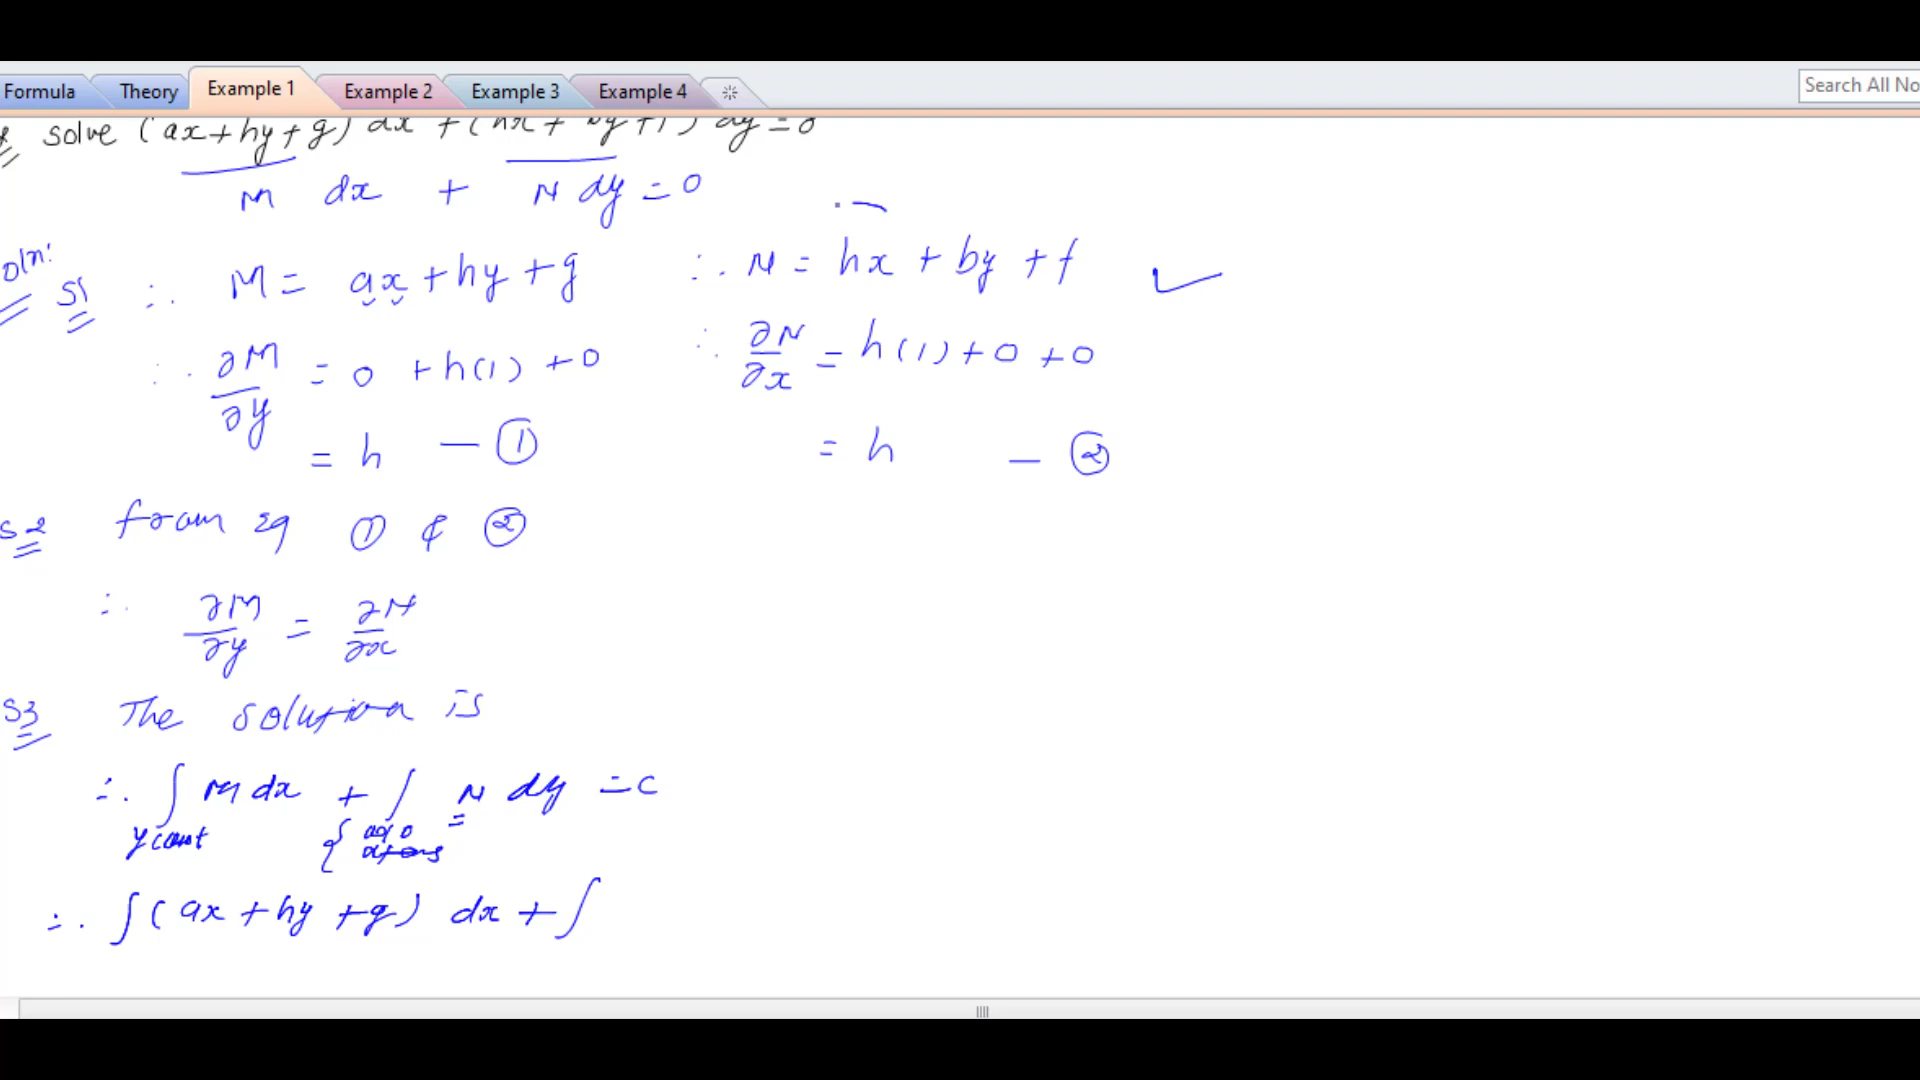 Formula Theory Example 1 Example 2 Example 3 Example 4 Search All No
solve (ax+hy+g) dx + (hx + by + f) dy = 0
M dx + N dy = 0
oln:
S1 ∴ M = ax + hy + g ∴ N = hx + by + f ✓
∴ ∂M/∂y = 0 + h(1) + 0 ∴ ∂N/∂x = h(1) + 0 + 0
= h — ① = h — ②
S2 from eq ① & ②
∴ ∂M/∂y = ∂N/∂x
S3 The solution is
∴ ∫ M dx + ∫ N dy = c
y const
∴ ∫ (ax + hy + g) dx + ∫